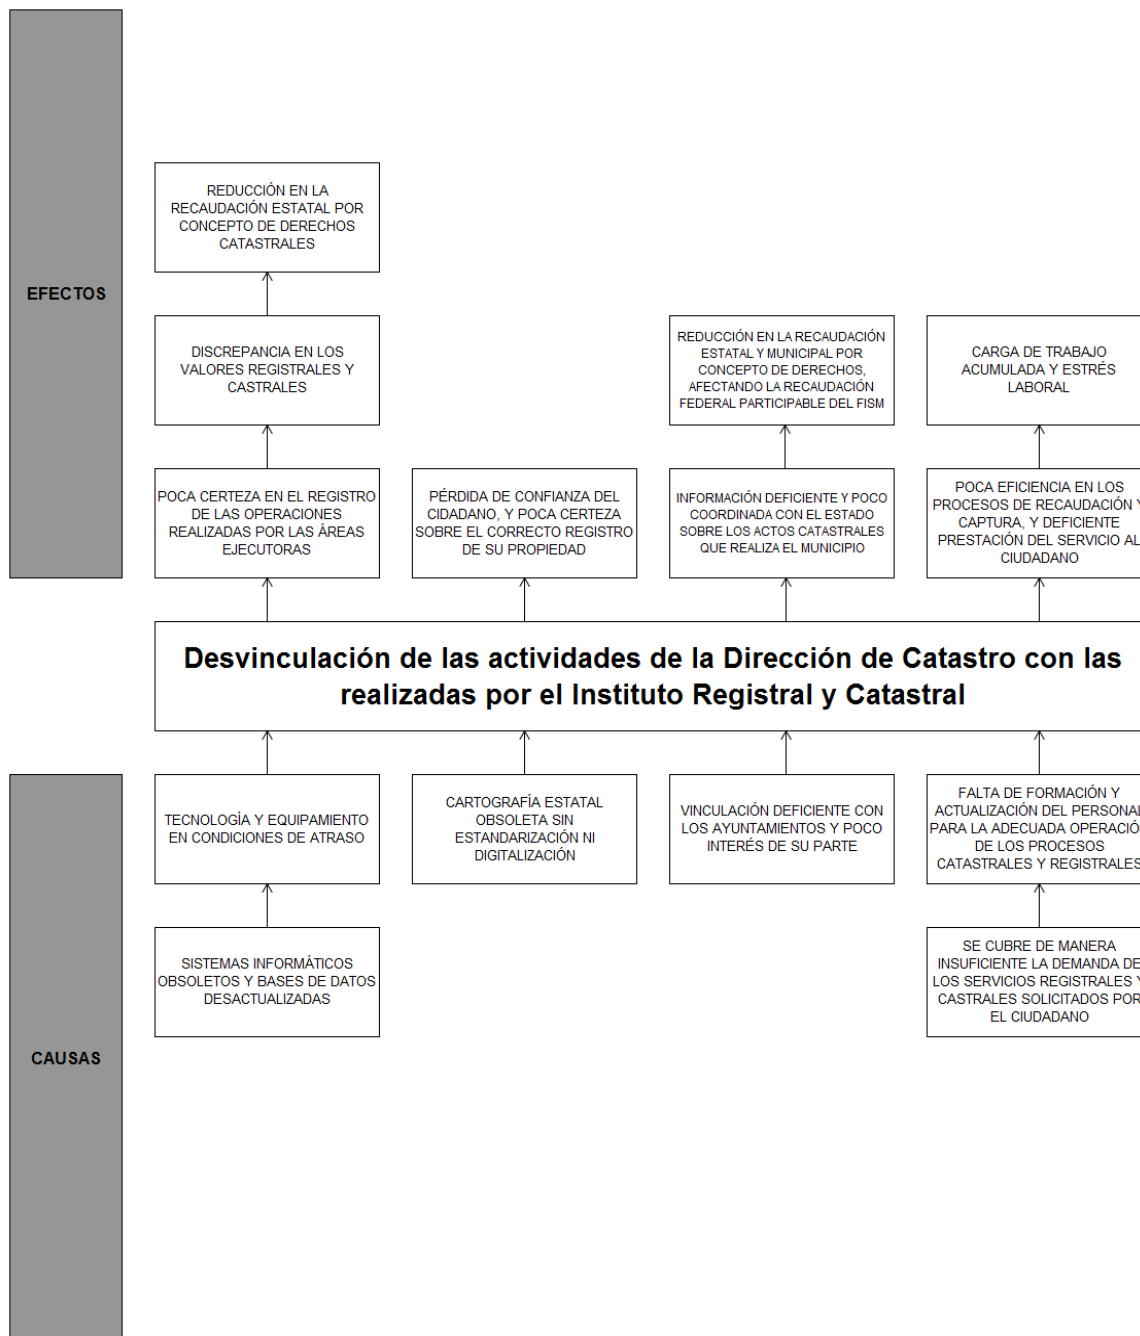 REDUCCIÓN EN LA
RECAUDACIÓN ESTATAL POR
CONCEPTO DE DERECHOS
CATASTRALES
EFECTOS
DISCREPANCIA EN LOS
VALORES REGISTRALES Y
CASTRALES
REDUCCIÓN EN LA RECAUDACIÓN
ESTATAL Y MUNICIPAL POR
CONCEPTO DE DERECHOS,
AFECTANDO LA RECAUDACIÓN
FEDERAL PARTICIPABLE DEL FISM
CARGA DE TRABAJO
ACUMULADA Y ESTRÉS
LABORAL
POCA CERTEZA EN EL REGISTRO
DE LAS OPERACIONES
REALIZADAS POR LAS ÁREAS
EJECUTORAS
PÉRDIDA DE CONFIANZA DEL
CIDADANO, Y POCA CERTEZA
SOBRE EL CORRECTO REGISTRO
DE SU PROPIEDAD
INFORMACIÓN DEFICIENTE Y POCO
COORDINADA CON EL ESTADO
SOBRE LOS ACTOS CATASTRALES
QUE REALIZA EL MUNICIPIO
POCA EFICIENCIA EN LOS
PROCESOS DE RECAUDACIÓN Y
CAPTURA, Y DEFICIENTE
PRESTACIÓN DEL SERVICIO AL
CIUDADANO
Desvinculación de las actividades de la Dirección de Catastro con las
realizadas por el Instituto Registral y Catastral
TECNOLOGÍA Y EQUIPAMIENTO
EN CONDICIONES DE ATRASO
CARTOGRAFÍA ESTATAL
OBSOLETA SIN
ESTANDARIZACIÓN NI
DIGITALIZACIÓN
VINCULACIÓN DEFICIENTE CON
LOS AYUNTAMIENTOS Y POCO
INTERÉS DE SU PARTE
FALTA DE FORMACIÓN Y
ACTUALIZACIÓN DEL PERSONAL
PARA LA ADECUADA OPERACIÓ
DE LOS PROCESOS
CATASTRALES Y REGISTRALES
CAUSAS
SISTEMAS INFORMÁTICOS
OBSOLETOS Y BASES DE DATOS
DESACTUALIZADAS
SE CUBRE DE MANERA
INSUFICIENTE LA DEMANDA DE
LOS SERVICIOS REGISTRALES Y
CASTRALES SOLICITADOS POR
EL CIUDADANO